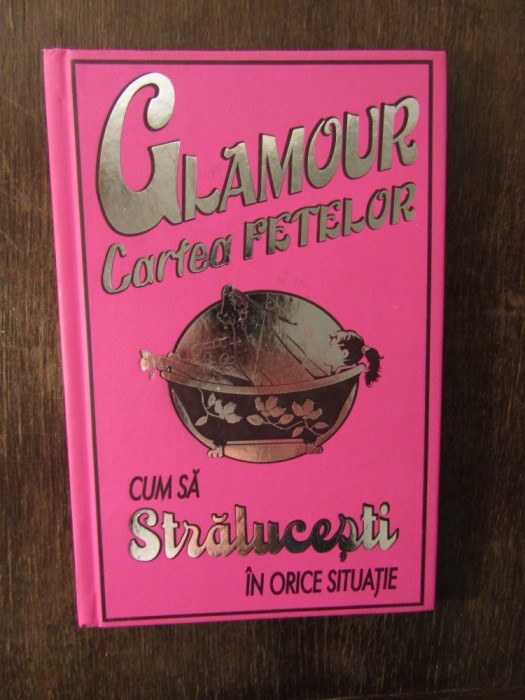 GLAMOUR
Cartea FETELOR
CUM SĂ
Strălucești
ÎN ORICE SITUAȚIE